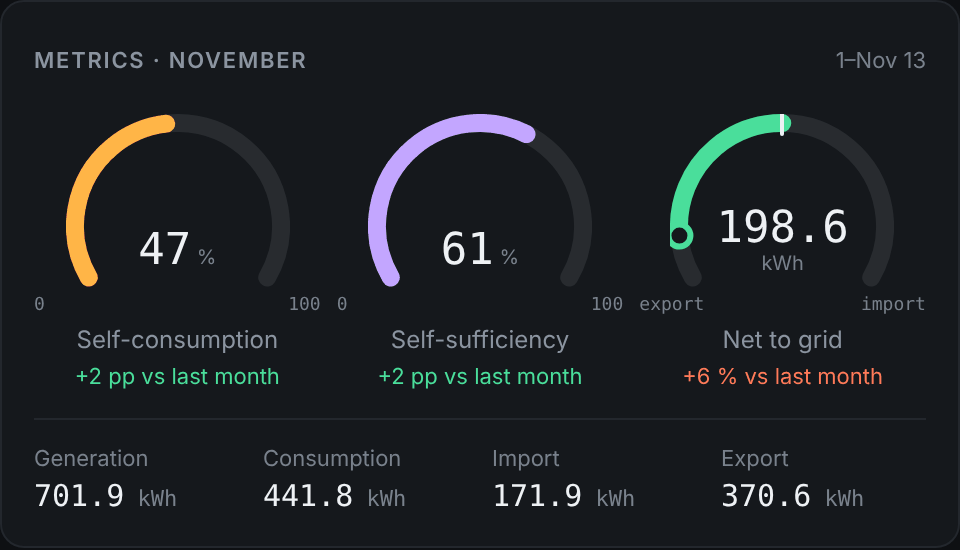 METRICS · NOVEMBER
1–Nov 13
47 %
61 %
198.6
kWh
0 100
0 100
export import
Self-consumption
Self-sufficiency
Net to grid
+2 pp vs last month
+2 pp vs last month
+6 % vs last month
Generation
Consumption
Import
Export
701.9 kWh
441.8 kWh
171.9 kWh
370.6 kWh